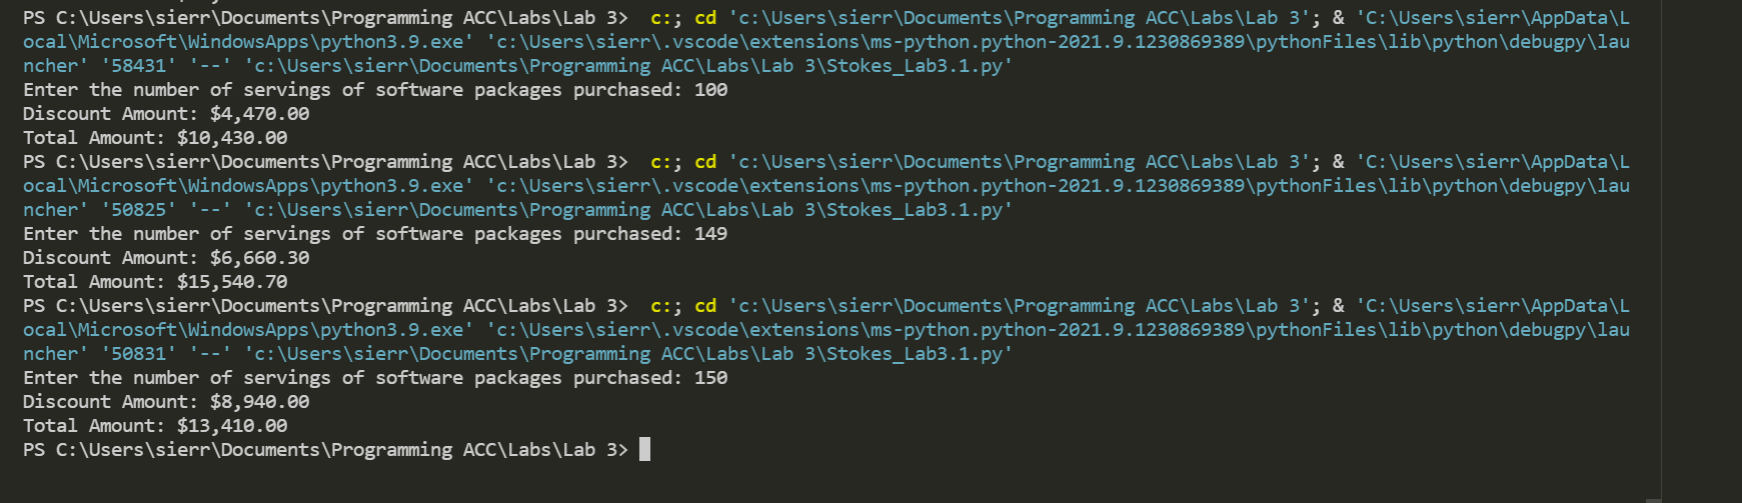 PS C:\Users\sierr\Documents\Programming ACC\Labs\Lab 3>  c:; cd 'c:\Users\sierr\Documents\Programming ACC\Labs\Lab 3'; & 'C:\Users\sierr\AppData\L
ocal\Microsoft\WindowsApps\python3.9.exe' 'c:\Users\sierr\.vscode\extensions\ms-python.python-2021.9.1230869389\pythonFiles\lib\python\debugpy\lau
ncher' '58431' '--' 'c:\Users\sierr\Documents\Programming ACC\Labs\Lab 3\Stokes_Lab3.1.py'
Enter the number of servings of software packages purchased: 100
Discount Amount: $4,470.00
Total Amount: $10,430.00
PS C:\Users\sierr\Documents\Programming ACC\Labs\Lab 3>  c:; cd 'c:\Users\sierr\Documents\Programming ACC\Labs\Lab 3'; & 'C:\Users\sierr\AppData\L
ocal\Microsoft\WindowsApps\python3.9.exe' 'c:\Users\sierr\.vscode\extensions\ms-python.python-2021.9.1230869389\pythonFiles\lib\python\debugpy\lau
ncher' '50825' '--' 'c:\Users\sierr\Documents\Programming ACC\Labs\Lab 3\Stokes_Lab3.1.py'
Enter the number of servings of software packages purchased: 149
Discount Amount: $6,660.30
Total Amount: $15,540.70
PS C:\Users\sierr\Documents\Programming ACC\Labs\Lab 3>  c:; cd 'c:\Users\sierr\Documents\Programming ACC\Labs\Lab 3'; & 'C:\Users\sierr\AppData\L
ocal\Microsoft\WindowsApps\python3.9.exe' 'c:\Users\sierr\.vscode\extensions\ms-python.python-2021.9.1230869389\pythonFiles\lib\python\debugpy\lau
ncher' '50831' '--' 'c:\Users\sierr\Documents\Programming ACC\Labs\Lab 3\Stokes_Lab3.1.py'
Enter the number of servings of software packages purchased: 150
Discount Amount: $8,940.00
Total Amount: $13,410.00
PS C:\Users\sierr\Documents\Programming ACC\Labs\Lab 3>